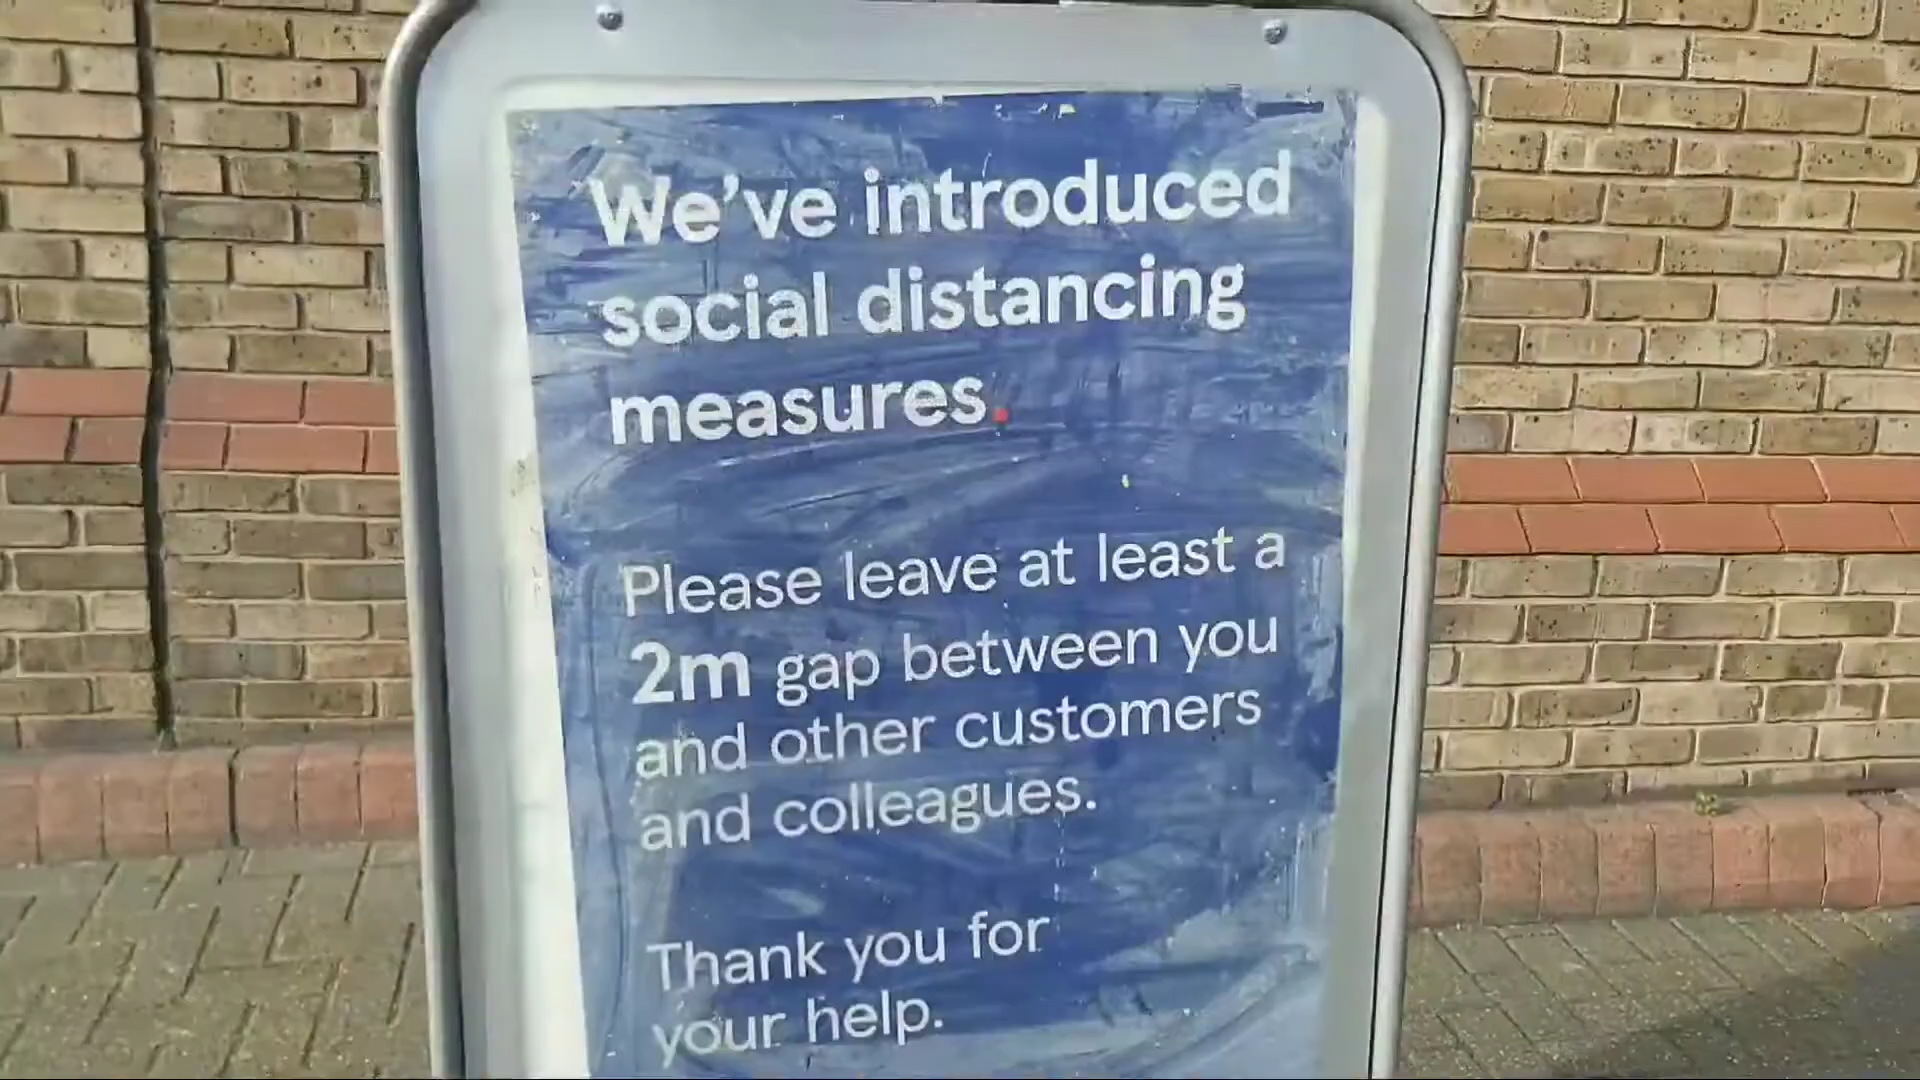 We've introduced
social distancing
measures.
Please leave at least a
2m gap between you
and other customers
and colleagues.
Thank you for
your help.